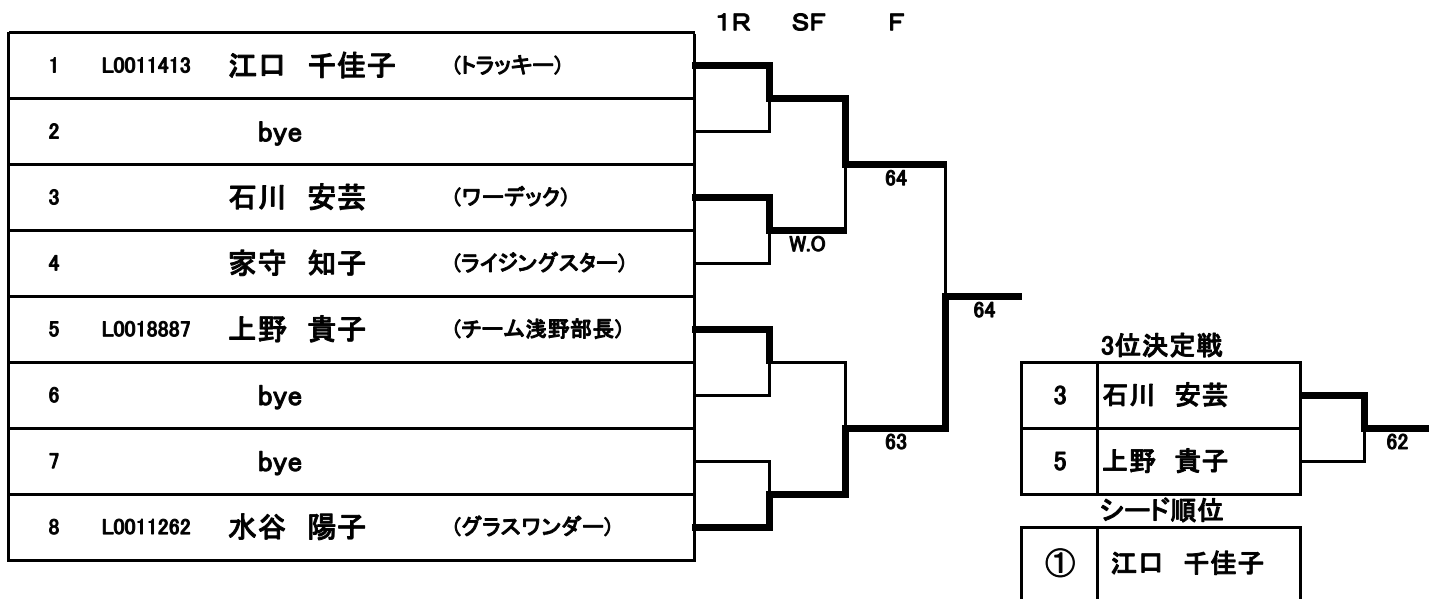 1R SF F
1 L0011413 江口 千佳子 (トラッキー)
2 bye
3 石川 安芸 (ワーデック)
64
4 家守 知子 (ライジングスター)
W.O
5 L0018887 上野 貴子 (チーム浅野部長)
64
3位決定戦
6 bye
3 石川 安芸
7 bye
63
62
5 上野 貴子
8 L0011262 水谷 陽子 (グラスワンダー)
シード順位
① 江口 千佳子